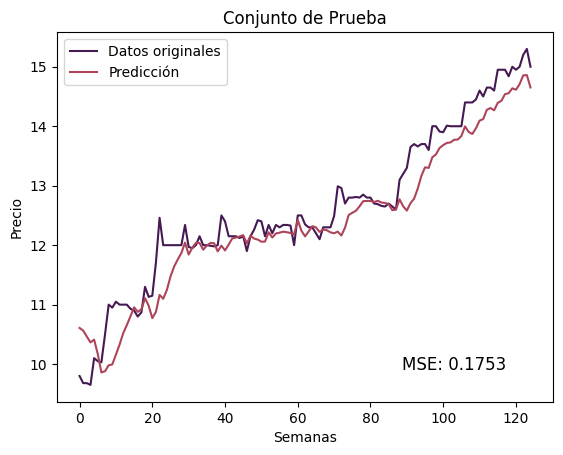 Conjunto de Prueba
Datos originales
Predicción
Precio
15
14
13
12
11
10
MSE: 0.1753
0 20 40 60 80 100 120
Semanas